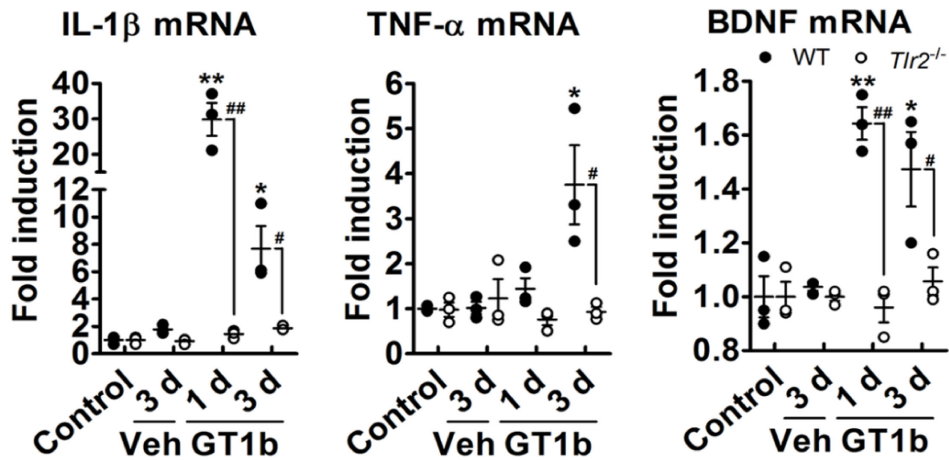 IL-1β mRNA
Fold induction
40
30
20
12
10
8
6
4
2
0
**
##
*
#
Control
3 d
1 d
3 d
Veh GT1b
TNF-α mRNA
Fold induction
6
5
4
3
2
1
0
*
#
Control
3 d
1 d
3 d
Veh GT1b
BDNF mRNA
WT Tlr2-/-
Fold induction
1.8
1.6
1.4
1.2
1.0
0.8
**
##
*
#
Control
3 d
1 d
3 d
Veh GT1b